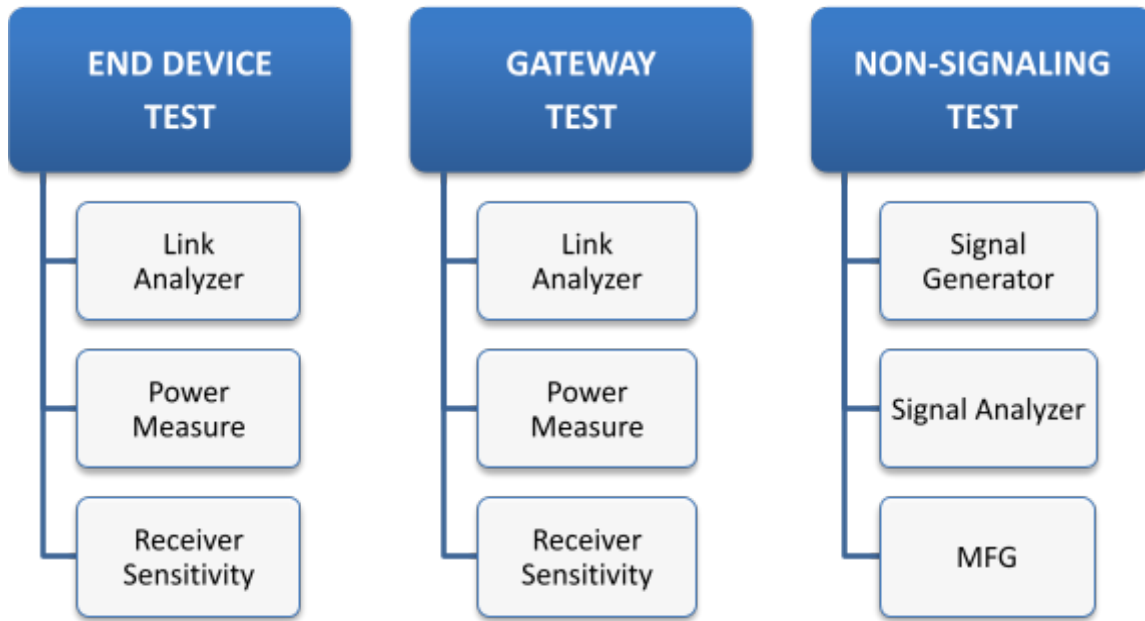 END DEVICE
TEST
Link
Analyzer
Power
Measure
Receiver
Sensitivity
GATEWAY
TEST
Link
Analyzer
Power
Measure
Receiver
Sensitivity
NON-SIGNALING
TEST
Signal
Generator
Signal Analyzer
MFG